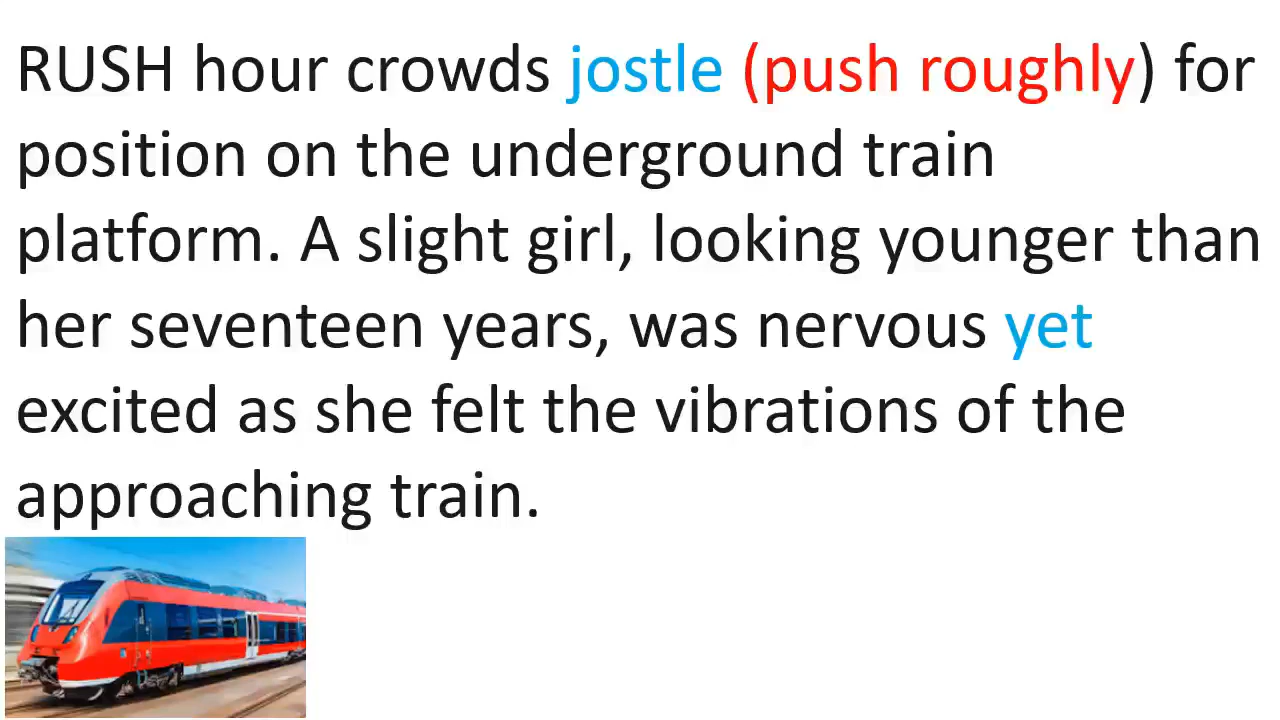 RUSH hour crowds jostle (push roughly) for
position on the underground train
platform. A slight girl, looking younger than
her seventeen years, was nervous yet
excited as she felt the vibrations of the
approaching train.